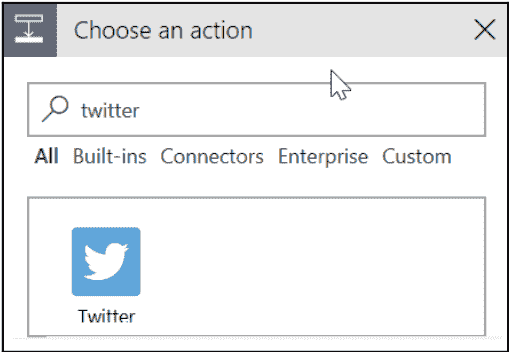 Choose an action
twitter
All Built-ins Connectors Enterprise Custom
Twitter